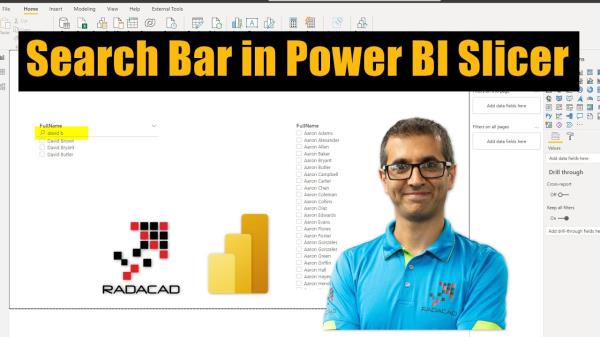 Home
Insert
Modeling
View
Help
External Tools
Search Bar in Power BI Slicer
Add data fields here
Filters on all pages
Add data fields here
Values
Add data fields here
Drill through
Cross-report
Off
Keep all filters
On
Add drill-through fields here
FullName
david b
David Brown
David Bryant
David Butler
FullName
Aaron Adams
Aaron Alexander
Aaron Allen
Aaron Baker
Aaron Bryant
Aaron Butler
Aaron Campbell
Aaron Carter
Aaron Chen
Aaron Coleman
Aaron Collins
Aaron Diaz
Aaron Edwards
Aaron Evans
Aaron Flores
Aaron Foster
Aaron Gonzales
Aaron Gonzalez
Aaron Green
Aaron Griffin
Aaron Hall
RADACAD
RADACAD